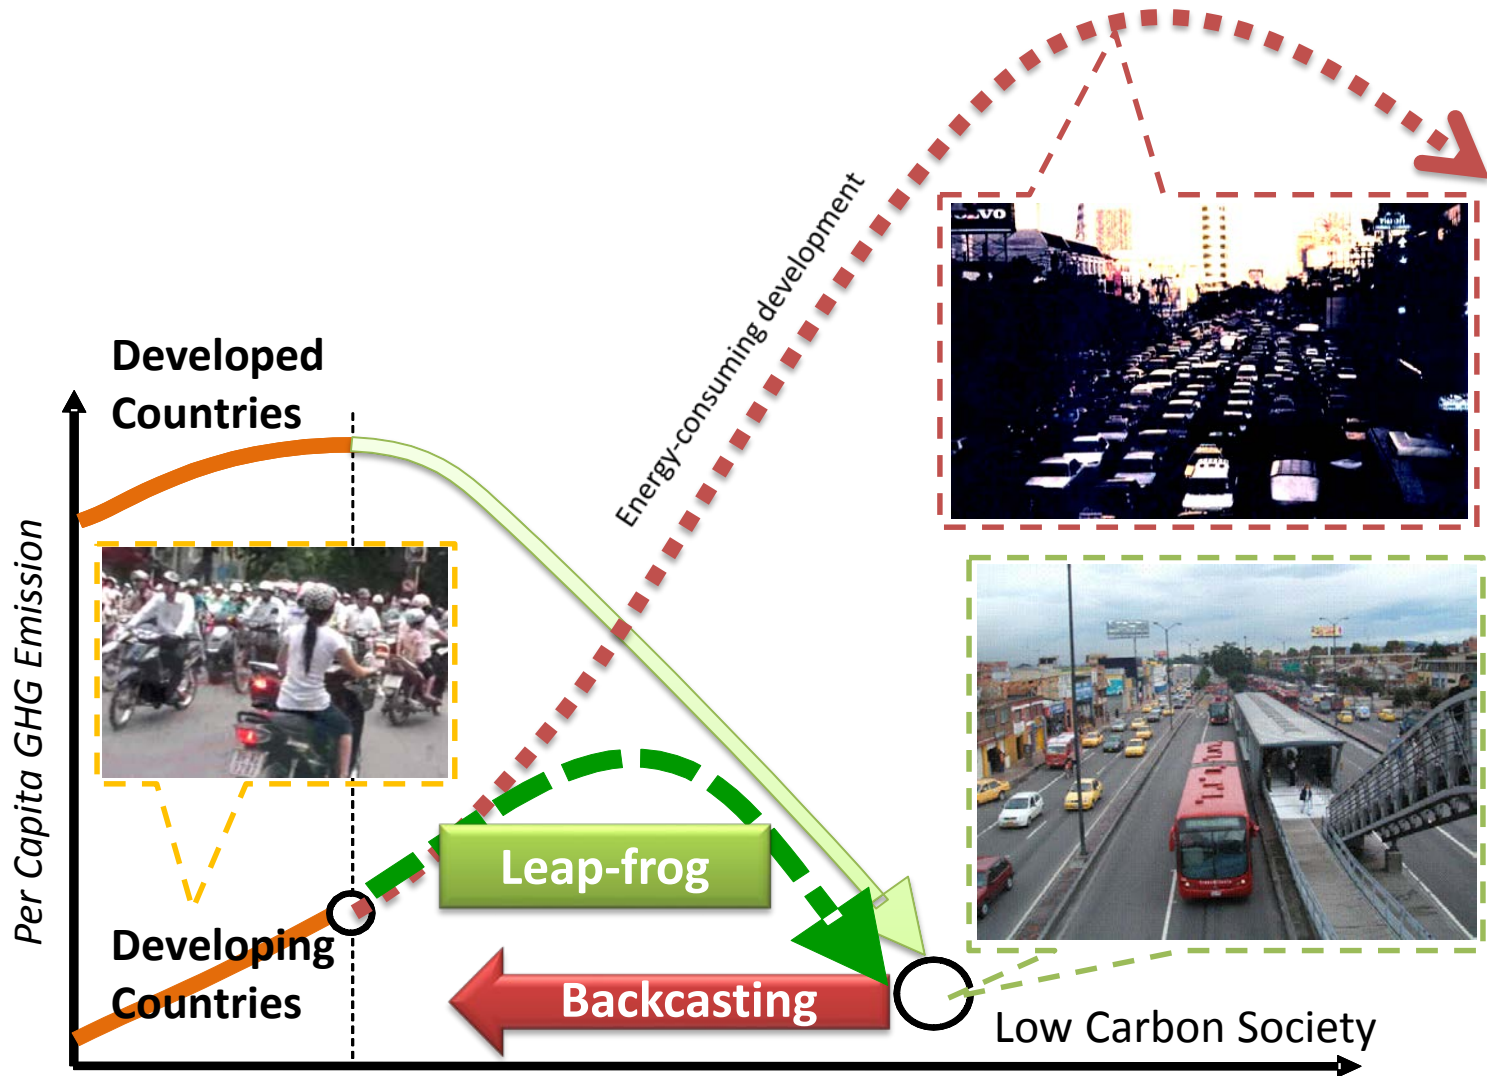 Developed
Countries
Energy-consuming development
Per Capita GHG Emission
Leap-frog
Developing
Countries
Backcasting
Low Carbon Society